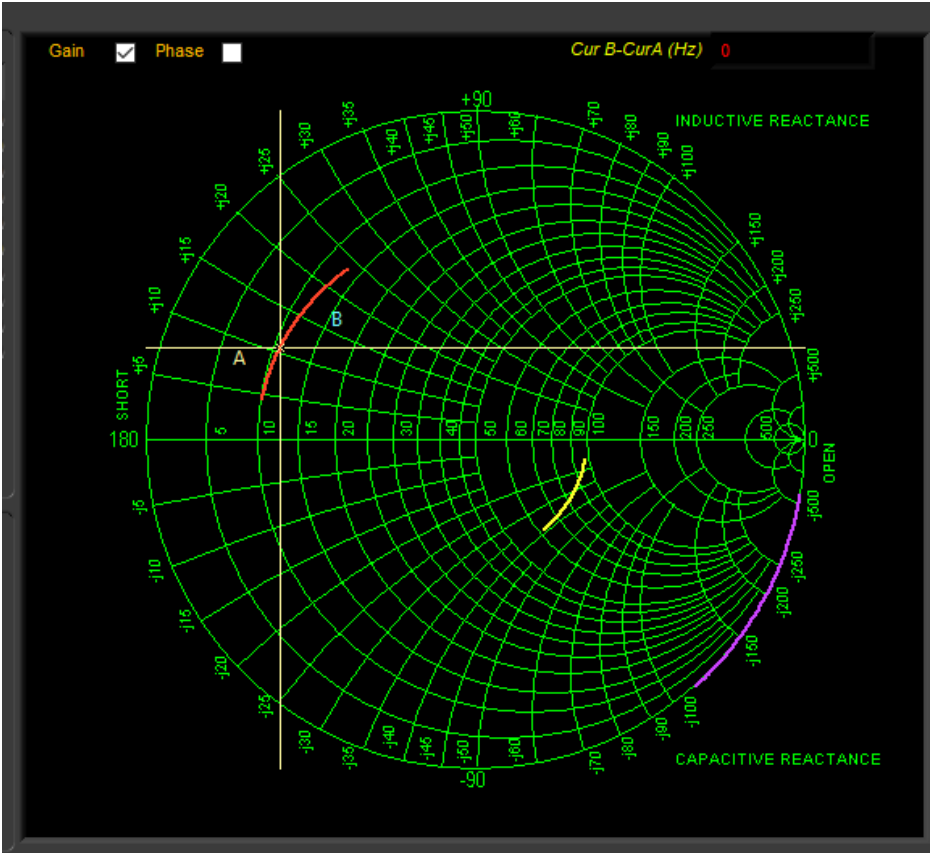 Gain Phase Cur B-CurA (Hz) 0
+90
INDUCTIVE REACTANCE
+j5 +j10 +j15 +j20 +j25 +j30 +j35 +j40 +j45 +j50 +j60 +j70 +j80 +j90 +j100 +j150 +j200 +j250 +j500
B
A
SHORT
180 5 10 15 20 30 40 50 60 70 80 90 100 150 200 250 500 0
OPEN
-j5 -j10 -j15 -j20 -j25 -j30 -j35 -j40 -j45 -j50 -j60 -j70 -j80 -j90 -j100 -j150 -j200 -j250 -j500
CAPACITIVE REACTANCE
-90